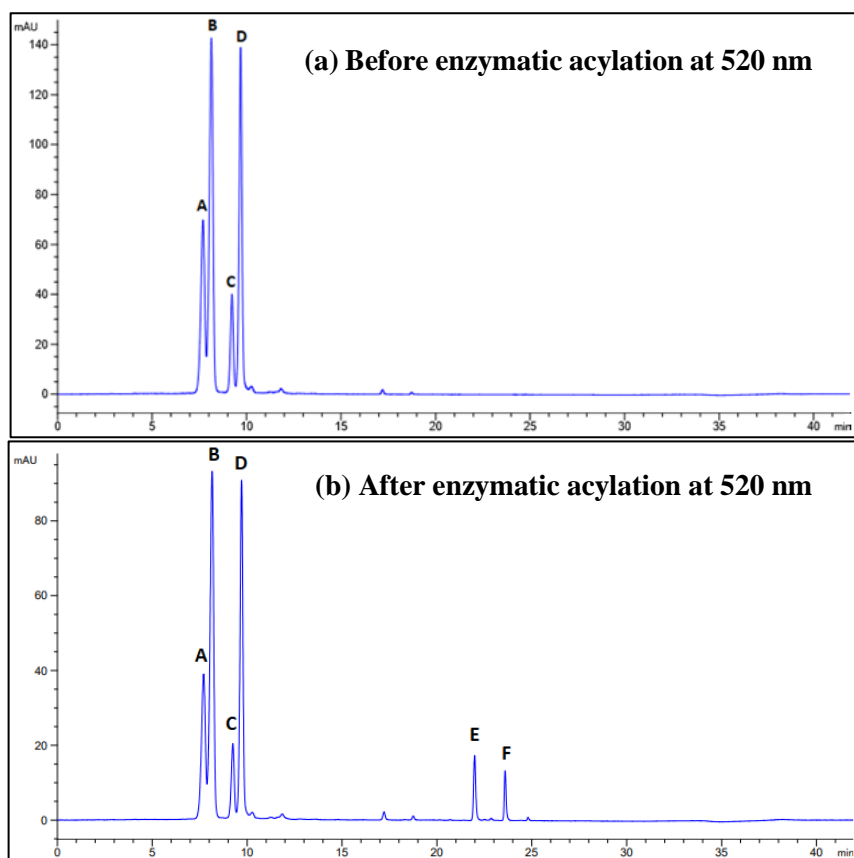 mAU
(a) Before enzymatic acylation at 520 nm
B
D
A
C
140
120
100
80
60
40
20
0
0 5 10 15 20 25 30 35 40 min
mAU
(b) After enzymatic acylation at 520 nm
B
D
A
C
E
F
80
60
40
20
0
0 5 10 15 20 25 30 35 40 min